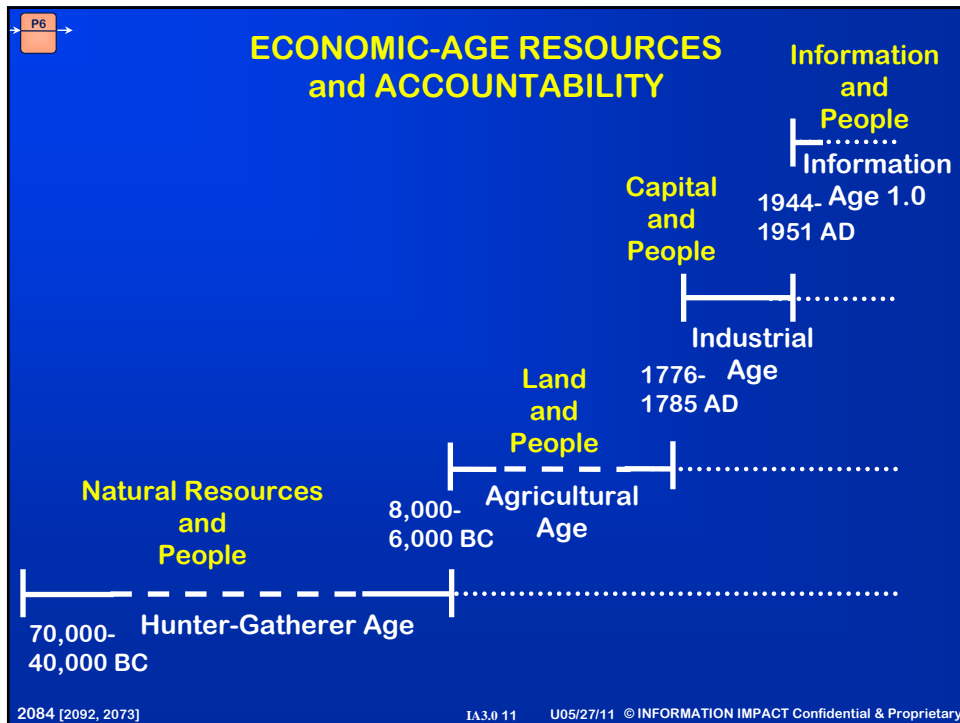 P6
ECONOMIC-AGE RESOURCES
and ACCOUNTABILITY
Information
and
People
Information
Age 1.0
1944-
1951 AD
Capital
and
People
Industrial
Age
1776-
1785 AD
Land
and
People
Agricultural
Age
8,000-
6,000 BC
Natural Resources
and
People
Hunter-Gatherer Age
70,000-
40,000 BC
2084 [2092, 2073] IA3.0 11 U05/27/11 © INFORMATION IMPACT Confidential & Proprietary